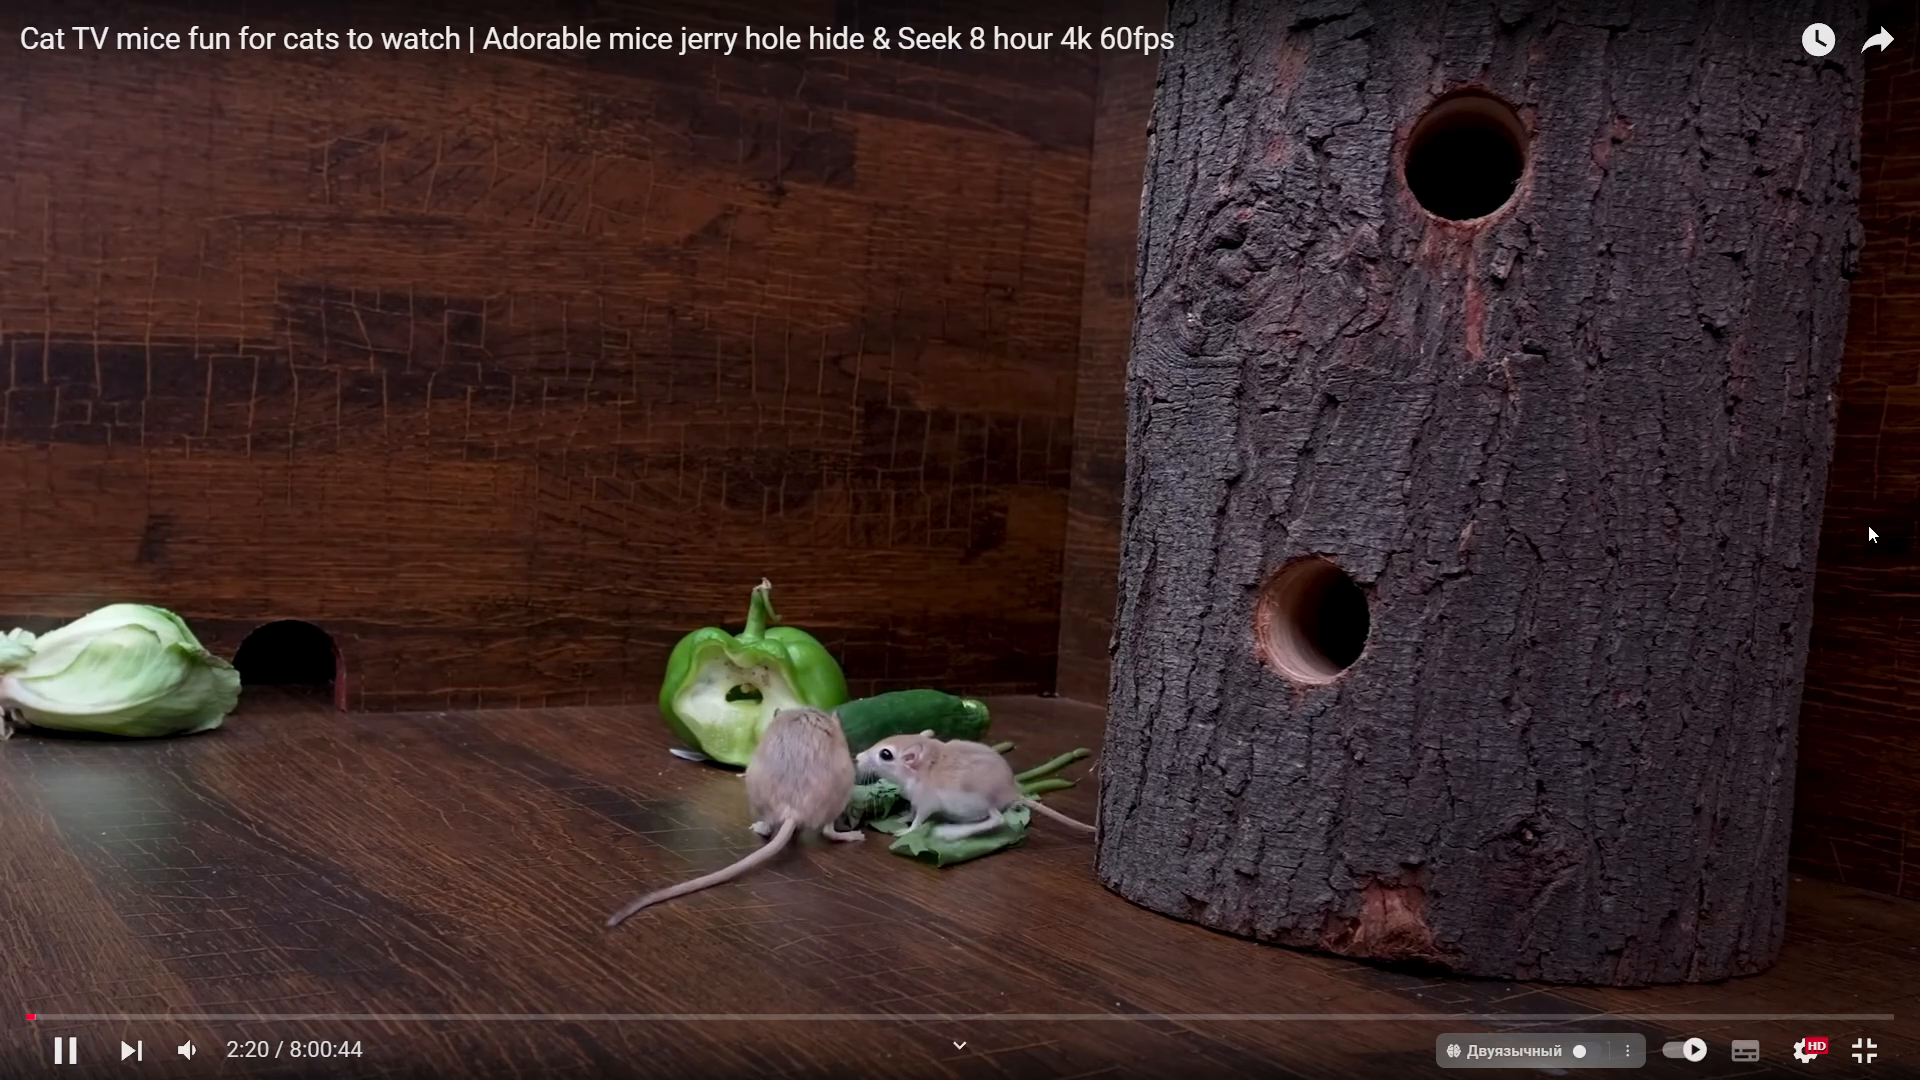 Cat TV mice fun for cats to watch | Adorable mice jerry hole hide & Seek 8 hour 4k 60fps
2:20 / 8:00:44
Двуязычный
HD